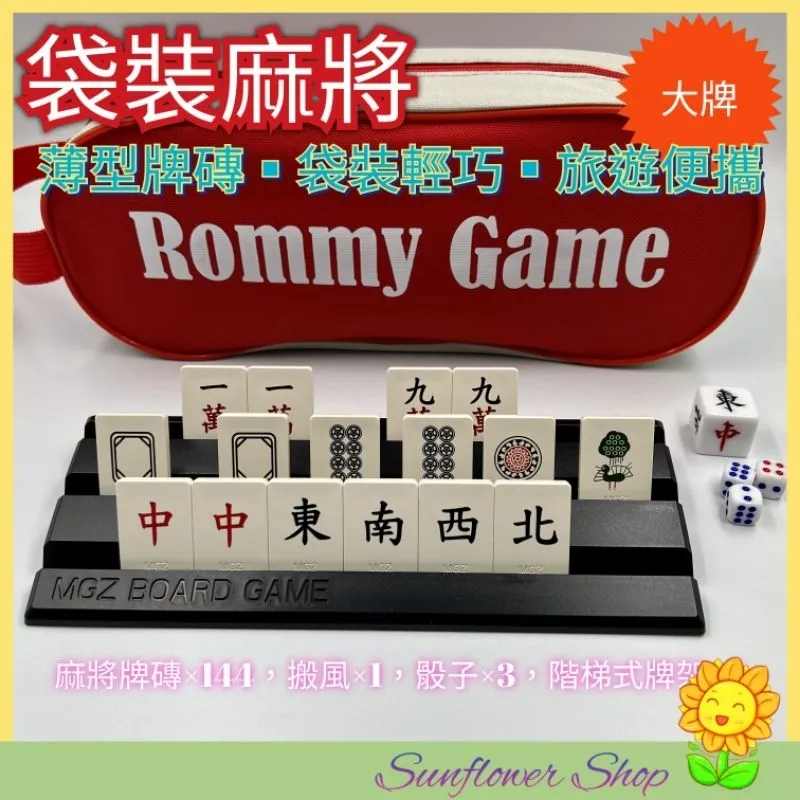 袋裝麻將
大牌
薄型牌磚▪袋裝輕巧▪旅遊便攜
Rommy Game
一萬 一萬 九萬 九萬
東
中
中 中 東 南 西 北
MGZ BOARD GAME
麻將牌磚×144，搬風×1，骰子×3，階梯式牌架
Sunflower Shop